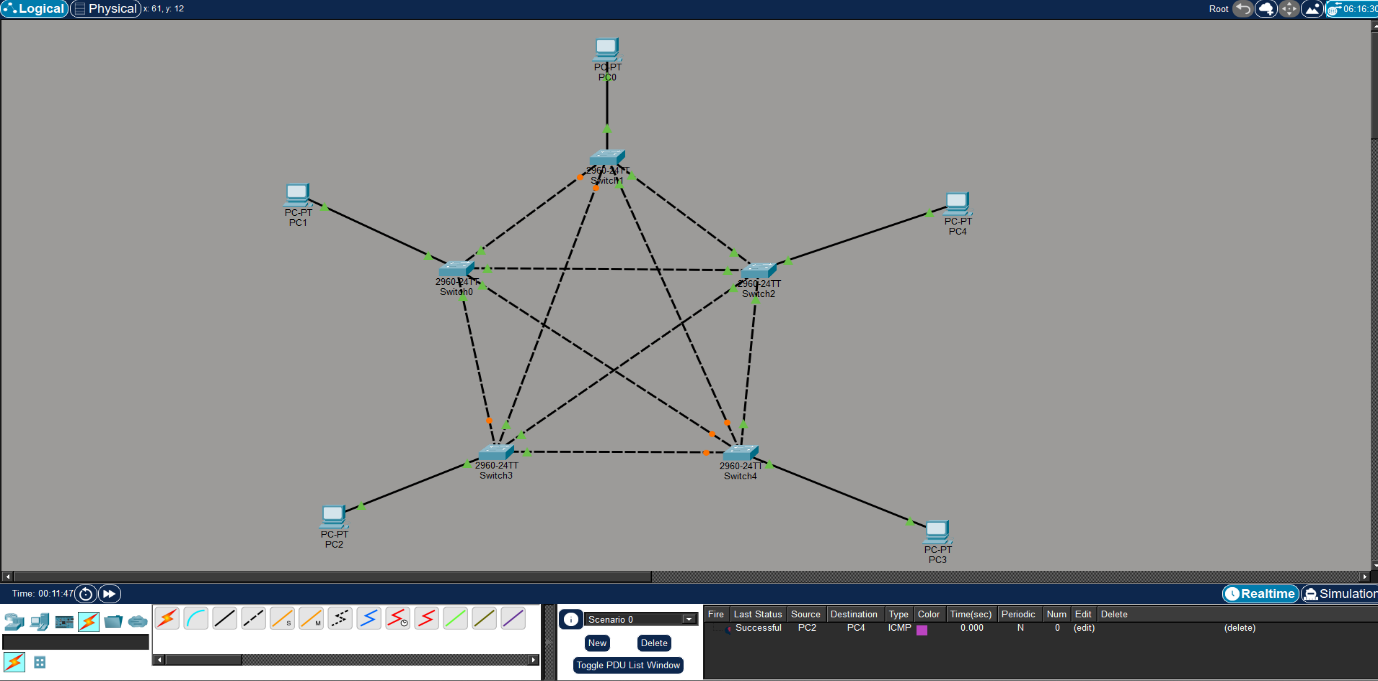 Logical Physical x: 61, y: 12 Root 06:16:30
PC-PT
PC0
2960-24TT
Switch1
PC-PT
PC1
PC-PT
PC4
2960-24TT
Switch0
2960-24TT
Switch2
2960-24TT
Switch3
2960-24TT
Switch4
PC-PT
PC2
PC-PT
PC3
Time: 00:11:47 Realtime Simulation
S M
Scenario 0
New Delete
Toggle PDU List Window
Fire Last Status Source Destination Type Color Time(sec) Periodic Num Edit Delete
Successful PC2 PC4 ICMP 0.000 N 0 (edit) (delete)